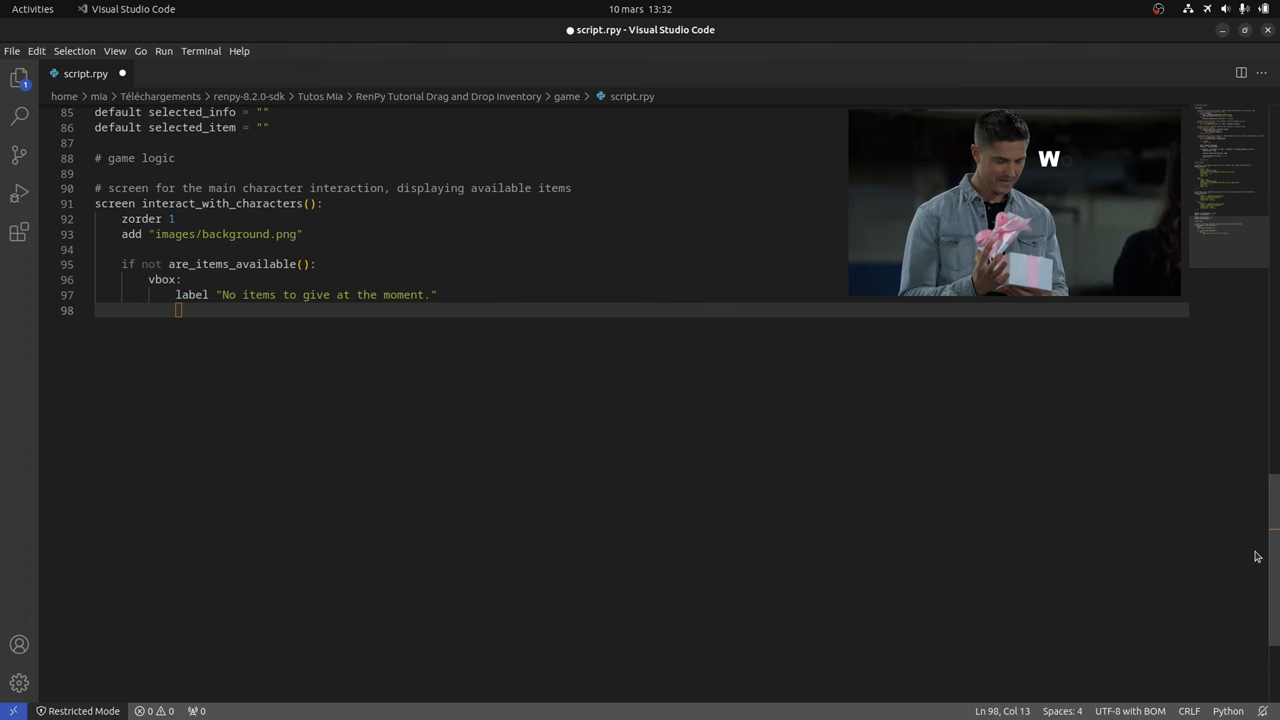 Activities
Visual Studio Code
10 mars 13:32
script.rpy - Visual Studio Code
File Edit Selection View Go Run Terminal Help
script.rpy
home > mia > Téléchargements > renpy-8.2.0-sdk > Tutos Mia > RenPy Tutorial Drag and Drop Inventory > game > script.rpy
85 default selected_info = ""
86 default selected_item = ""
87
88 # game logic
89
90 # screen for the main character interaction, displaying available items
91 screen interact_with_characters():
92 zorder 1
93 add "images/background.png"
94
95 if not are_items_available():
96 vbox:
97 label "No items to give at the moment."
98
W
1
Restricted Mode 0 0 0 Ln 98, Col 13 Spaces: 4 UTF-8 with BOM CRLF Python